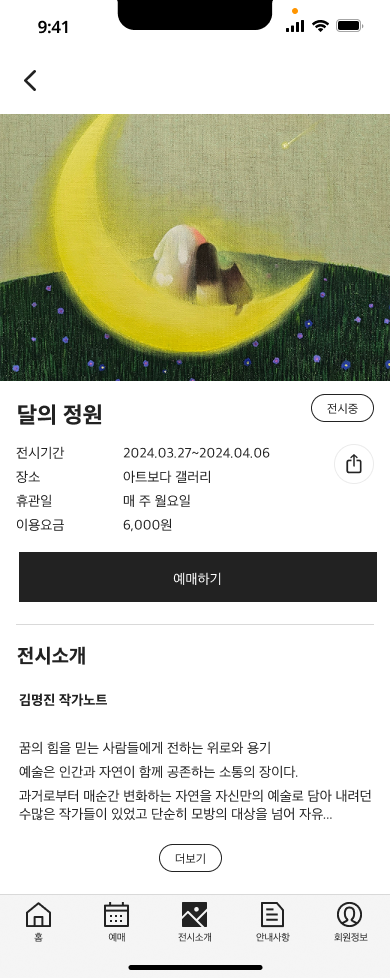 9:41
달의 정원
전시중
전시기간 2024.03.27~2024.04.06
장소 아트보다 갤러리
휴관일 매 주 월요일
이용요금 6,000원
예매하기
전시소개
김명진 작가노트
꿈의 힘을 믿는 사람들에게 전하는 위로와 용기
예술은 인간과 자연이 함께 공존하는 소통의 장이다.
과거로부터 매순간 변화하는 자연을 자신만의 예술로 담아 내려던
수많은 작가들이 있었고 단순히 모방의 대상을 넘어 자유...
더보기
홈 예매 전시소개 안내사항 회원정보